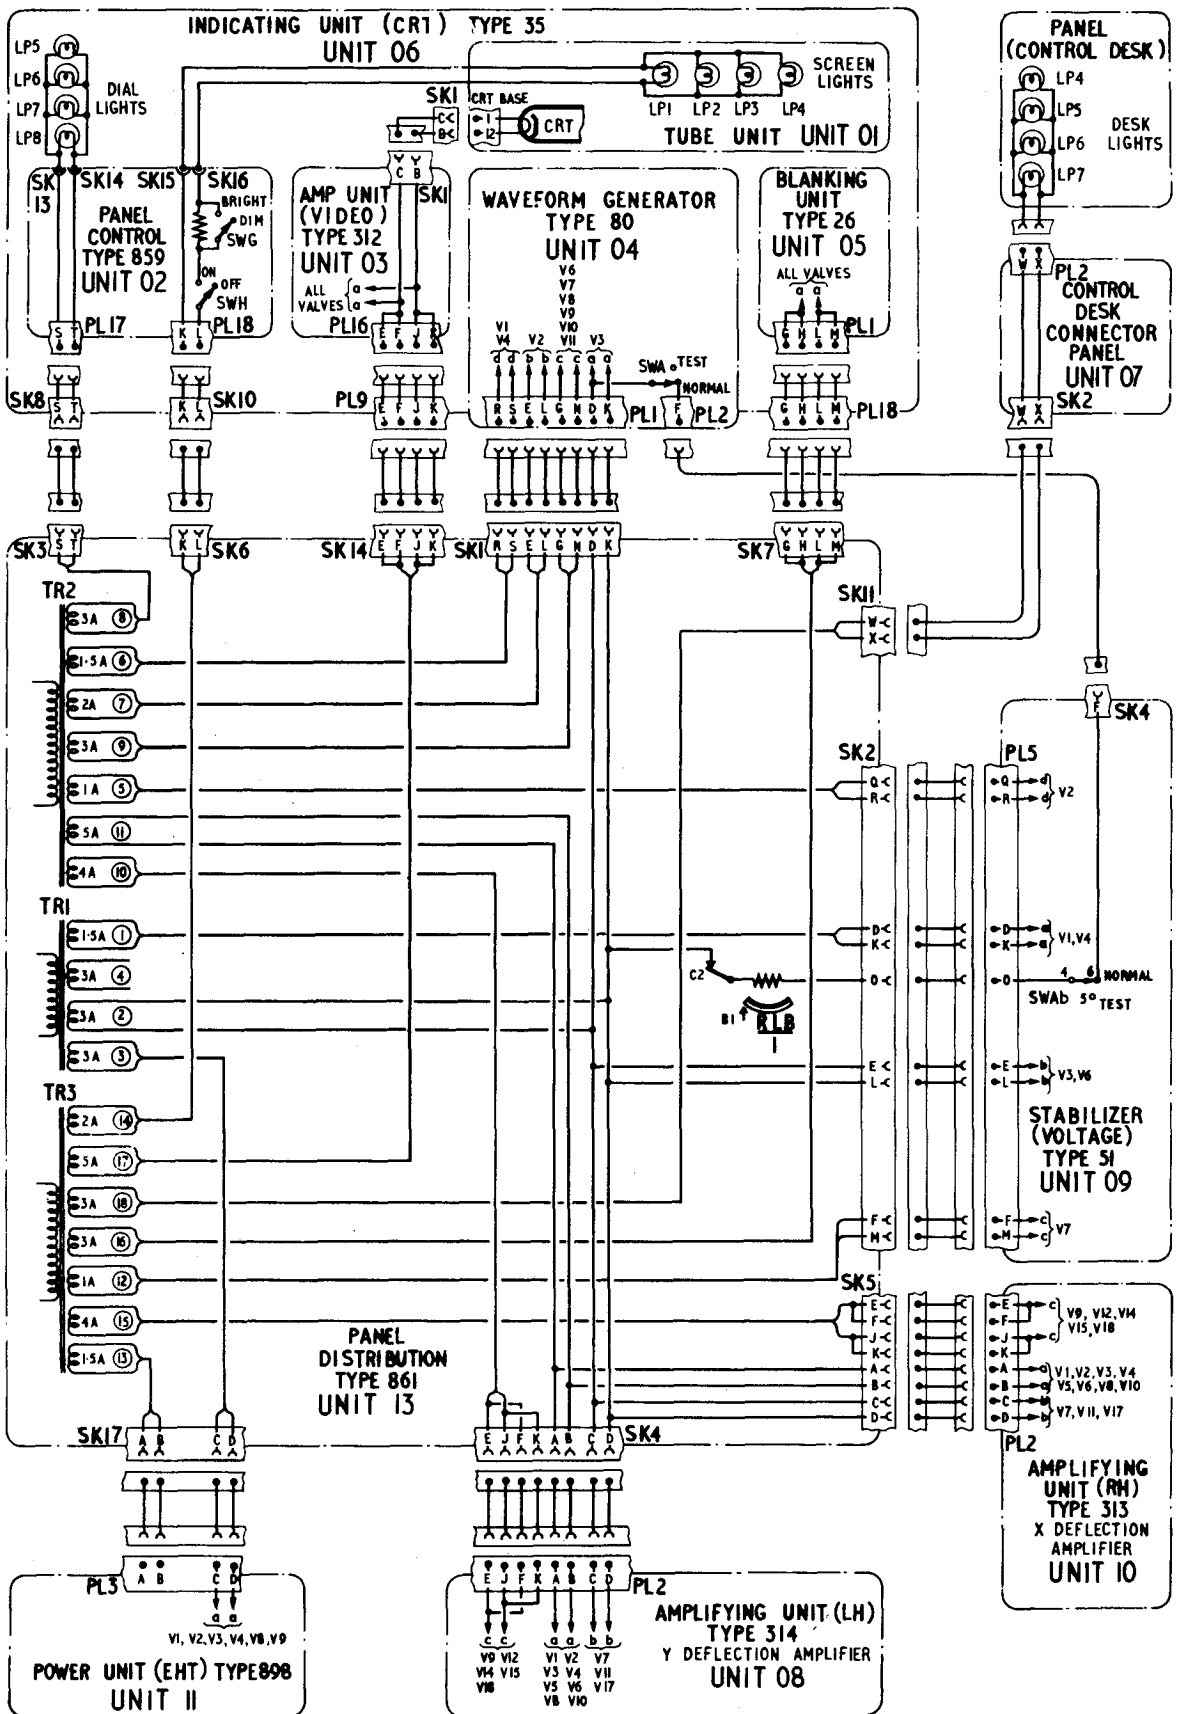 INDICATING UNIT (CRT) TYPE 35
UNIT 06
LP5
LP6
LP7
LP8
DIAL
LIGHTS
SCREEN
LIGHTS
LP1 LP2 LP3 LP4
TUBE UNIT UNIT 01
SK1
CRT BASE
C
B
1
12
CRT
PANEL
(CONTROL DESK)
LP4
LP5
LP6
LP7
DESK
LIGHTS
SK
13
SK14
SK15
SK16
PANEL
CONTROL
TYPE 859
UNIT 02
BRIGHT
DIM
SWG
ON
OFF
SWH
S T
PL17
K L
PL18
C B
SK1
AMP UNIT
(VIDEO)
TYPE 312
UNIT 03
ALL
VALVES
a
a
PL16
E F J K
WAVEFORM GENERATOR
TYPE 80
UNIT 04
V6
V7
V8
V9
V10
V11
V1
V4
V2
V3
d d b b c c a a
SWA
TEST
NORMAL
R S E L G N D K
PL1
F
PL2
BLANKING
UNIT
TYPE 26
UNIT 05
ALL VALVES
a a
G H L M
PL1
W X
PL2
CONTROL
DESK
CONNECTOR
PANEL
UNIT 07
W X
SK2
SK8
S T
K L
SK10
PL9
E F J K
G H L M
PL18
SK3
S T
K L
SK6
SK14
E F J K
SK1
R S E L G N D K
SK7
G H L M
SK11
W
X
TR2
3A 8
1·5A 6
2A 7
3A 9
1A 5
5A 11
4A 10
TR1
1·5A 1
3A 4
3A 2
3A 3
TR3
2A 14
5A 17
3A 18
3A 16
1A 12
4A 15
1·5A 13
F
SK4
SK2
PL5
Q Q d
R R d
V2
D D a
K K a
V1,V4
C2
O O
4 6 NORMAL
SWAb 5 TEST
B1
RLB
1
E E b
L L b
V3,V6
STABILIZER
(VOLTAGE)
TYPE 51
UNIT 09
F F c
M M c
V7
SK5
E E
F F
c
J J
K K
c
V9, V12, V14
V15, V18
A A a
B B a
V1, V2, V3, V4
V5, V6, V8, V10
C C b
D D b
V7, V11, V17
PL2
AMPLIFYING
UNIT (RH)
TYPE 313
X DEFLECTION
AMPLIFIER
UNIT 10
PANEL
DISTRIBUTION
TYPE 861
UNIT 13
SK17
A B C D
E J F K A B C D
SK4
PL3
A B C D
a a
V1, V2, V3, V4, V8, V9
POWER UNIT (EHT) TYPE 898
UNIT 11
E J F K A B C D
PL2
c c a a b b
V9 V12 V1 V2 V7
V14 V15 V3 V4 V11
V18 V5 V6 V17
V8 V10
AMPLIFYING UNIT (LH)
TYPE 314
Y DEFLECTION AMPLIFIER
UNIT 08